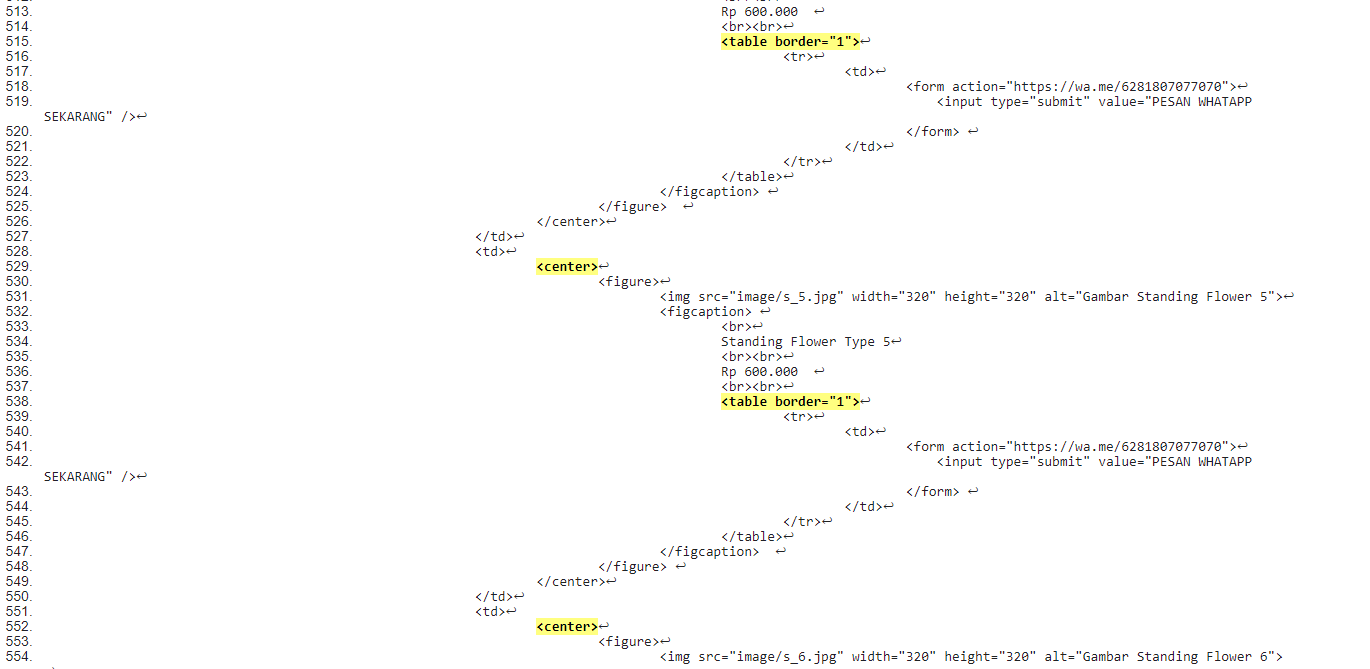 513. Rp 600.000 ↩
514. <br><br>↩
515. <table border="1">↩
516. <tr>↩
517. <td>↩
518. <form action="https://wa.me/6281807077070">↩
519. <input type="submit" value="PESAN WHATAPP
SEKARANG" />↩
520. </form> ↩
521. </td>↩
522. </tr>↩
523. </table>↩
524. </figcaption> ↩
525. </figure> ↩
526. </center>↩
527. </td>↩
528. <td>↩
529. <center>↩
530. <figure>↩
531. <img src="image/s_5.jpg" width="320" height="320" alt="Gambar Standing Flower 5">↩
532. <figcaption> ↩
533. <br>↩
534. Standing Flower Type 5↩
535. <br><br>↩
536. Rp 600.000 ↩
537. <br><br>↩
538. <table border="1">↩
539. <tr>↩
540. <td>↩
541. <form action="https://wa.me/6281807077070">↩
542. <input type="submit" value="PESAN WHATAPP
SEKARANG" />↩
543. </form> ↩
544. </td>↩
545. </tr>↩
546. </table>↩
547. </figcaption> ↩
548. </figure> ↩
549. </center>↩
550. </td>↩
551. <td>↩
552. <center>↩
553. <figure>↩
554. <img src="image/s_6.jpg" width="320" height="320" alt="Gambar Standing Flower 6">